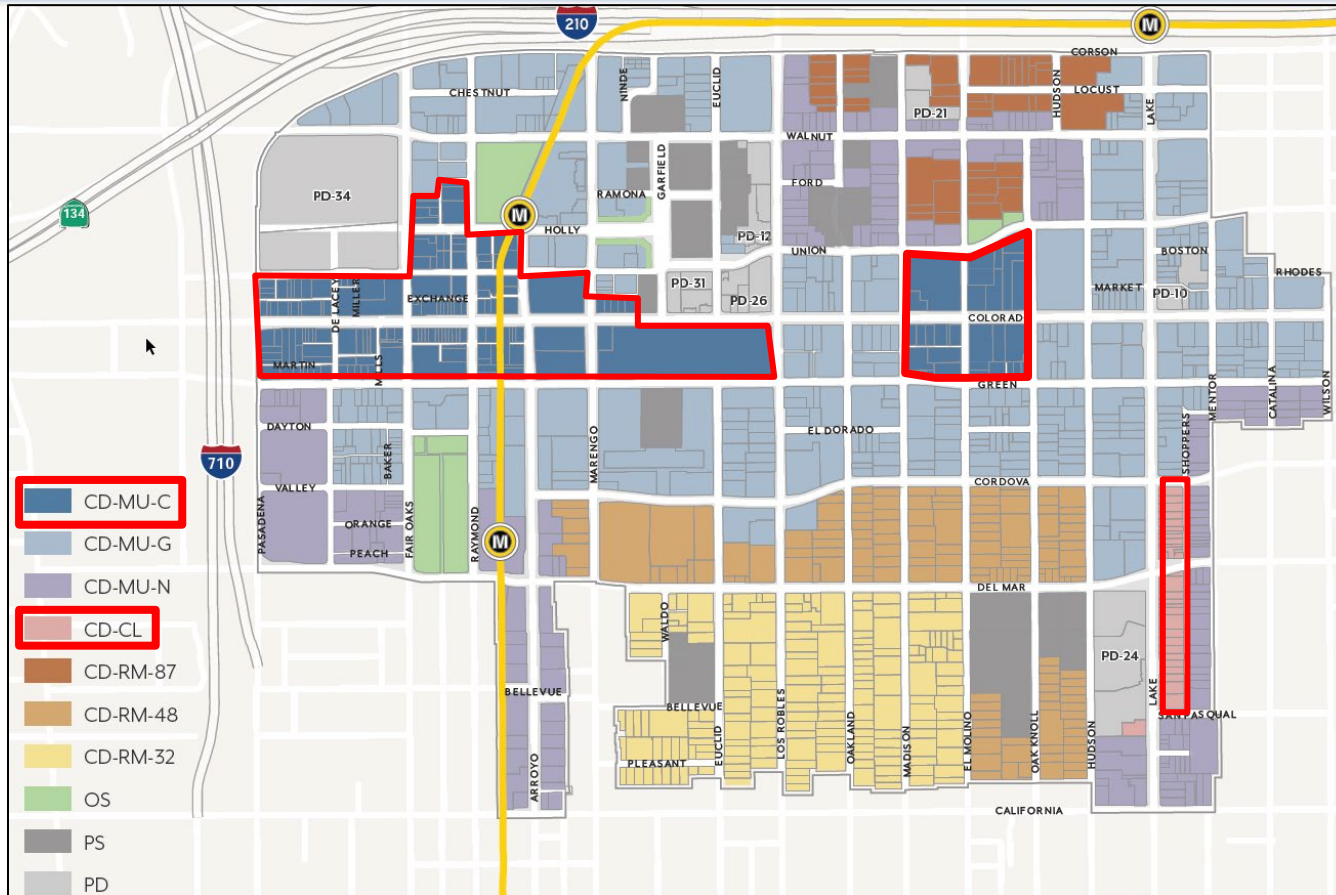 210
M
CORSON
CHESTNUT
NINDE
EUCLID
HUDSON
LOCUST
LAKE
PD-21
WALNUT
GARFIELD
FORD
PD-34
RAMONA
134
M
HOLLY
PD-12
UNION
BOSTON
RHODES
PD-31
PD-26
MARKET
PD-10
DE LACEY
MILLER
EXCHANGE
COLORAD
MARTIN
MILLS
GREEN
MENTOR
CATALINA
WILSON
DAYTON
EL DORADO
SHOPPERS
BAKER
MARENGO
710
VALLEY
CORDOVA
PASADENA
ORANGE
PEACH
FAIR OAKS
RAYMOND
M
DEL MAR
WALDO
PD-24
BELLEVUE
BELLEVUE
LAKE
SAN PASQUAL
ARROYO
PLEASANT
EUCLID
LOS ROBLES
OAKLAND
MADISON
EL MOLINO
OAK KNOLL
HUDSON
CALIFORNIA
CD-MU-C
CD-MU-G
CD-MU-N
CD-CL
CD-RM-87
CD-RM-48
CD-RM-32
OS
PS
PD